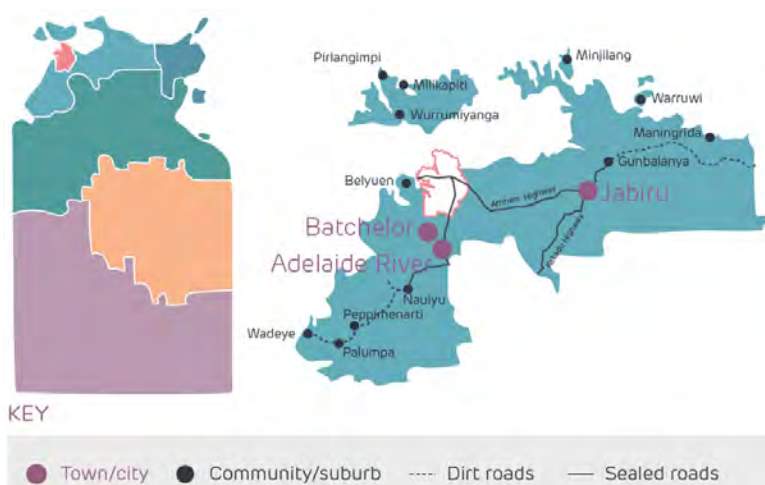 Pirlangimpi
Milikapiti
Wurrumiyanga
Minjilang
Warruwi
Maningrida
Gunbalanya
Belyuen
Arnhem Highway
Jabiru
Kakadu Highway
Batchelor
Adelaide River
Nauiyu
Peppimenarti
Wadeye
Palumpa
KEY
Town/city
Community/suburb
Dirt roads
Sealed roads